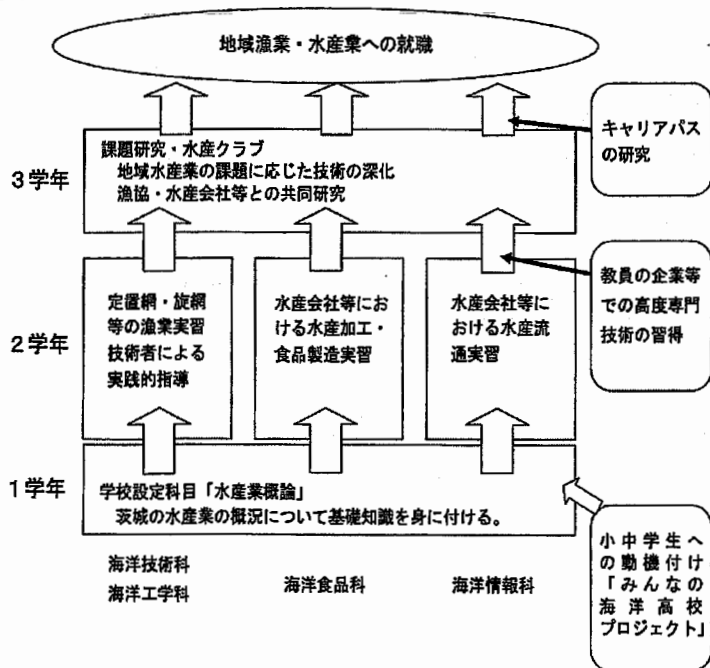 地域漁業・水産業への就職
キャリアパス
の研究
3学年
課題研究・水産クラブ
地域水産業の課題に応じた技術の深化
漁協・水産会社等との共同研究
教員の企業等
での高度専門
技術の習得
2学年
定置網・旋網
等の漁業実習
技術者による
実践的指導
水産会社等にお
ける水産加工・
食品製造実習
水産会社等に
おける水産流
通実習
1学年
学校設定科目「水産業概論」
茨城の水産業の概況について基礎知識を身に付ける。
小中学生へ
の動機付け
「みんなの
海洋高校
プロジェクト」
海洋技術科
海洋工学科
海洋食品科
海洋情報科